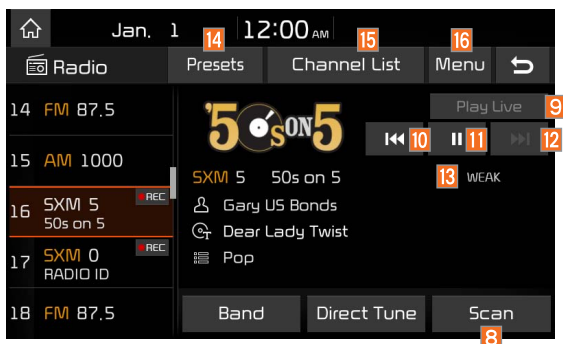 Jan. 1 12:00 AM
14 15 16
Radio Presets Channel List Menu
14 FM 87.5
15 AM 1000
16 SXM 5 REC
50s on 5
17 SXM 0 REC
RADIO ID
18 FM 87.5
'50s ON 5
Play Live 9
10 11 12
SXM 5 50s on 5
13 WEAK
Gary US Bonds
Dear Lady Twist
Pop
Band Direct Tune Scan
8